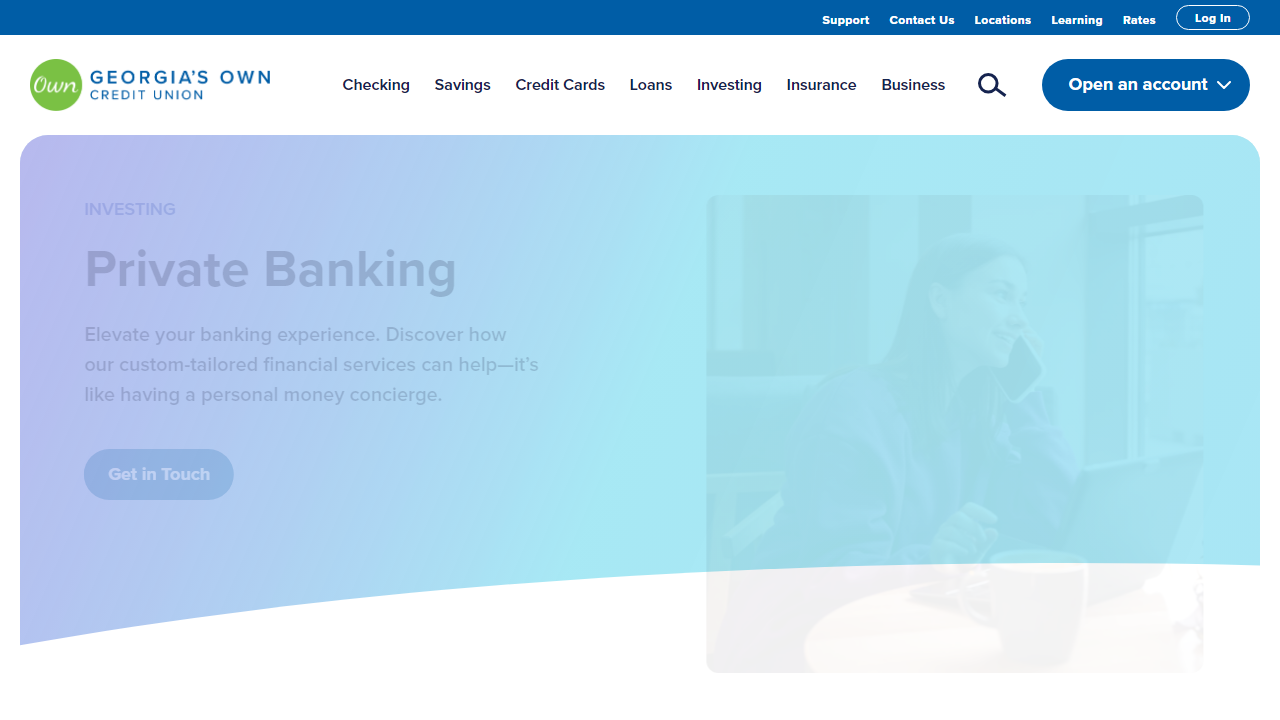 Support Contact Us Locations Learning Rates Log In
Own GEORGIA'S OWN
CREDIT UNION
Checking Savings Credit Cards Loans Investing Insurance Business Open an account
INVESTING
Private Banking
Elevate your banking experience. Discover how
our custom-tailored financial services can help—it's
like having a personal money concierge.
Get in Touch